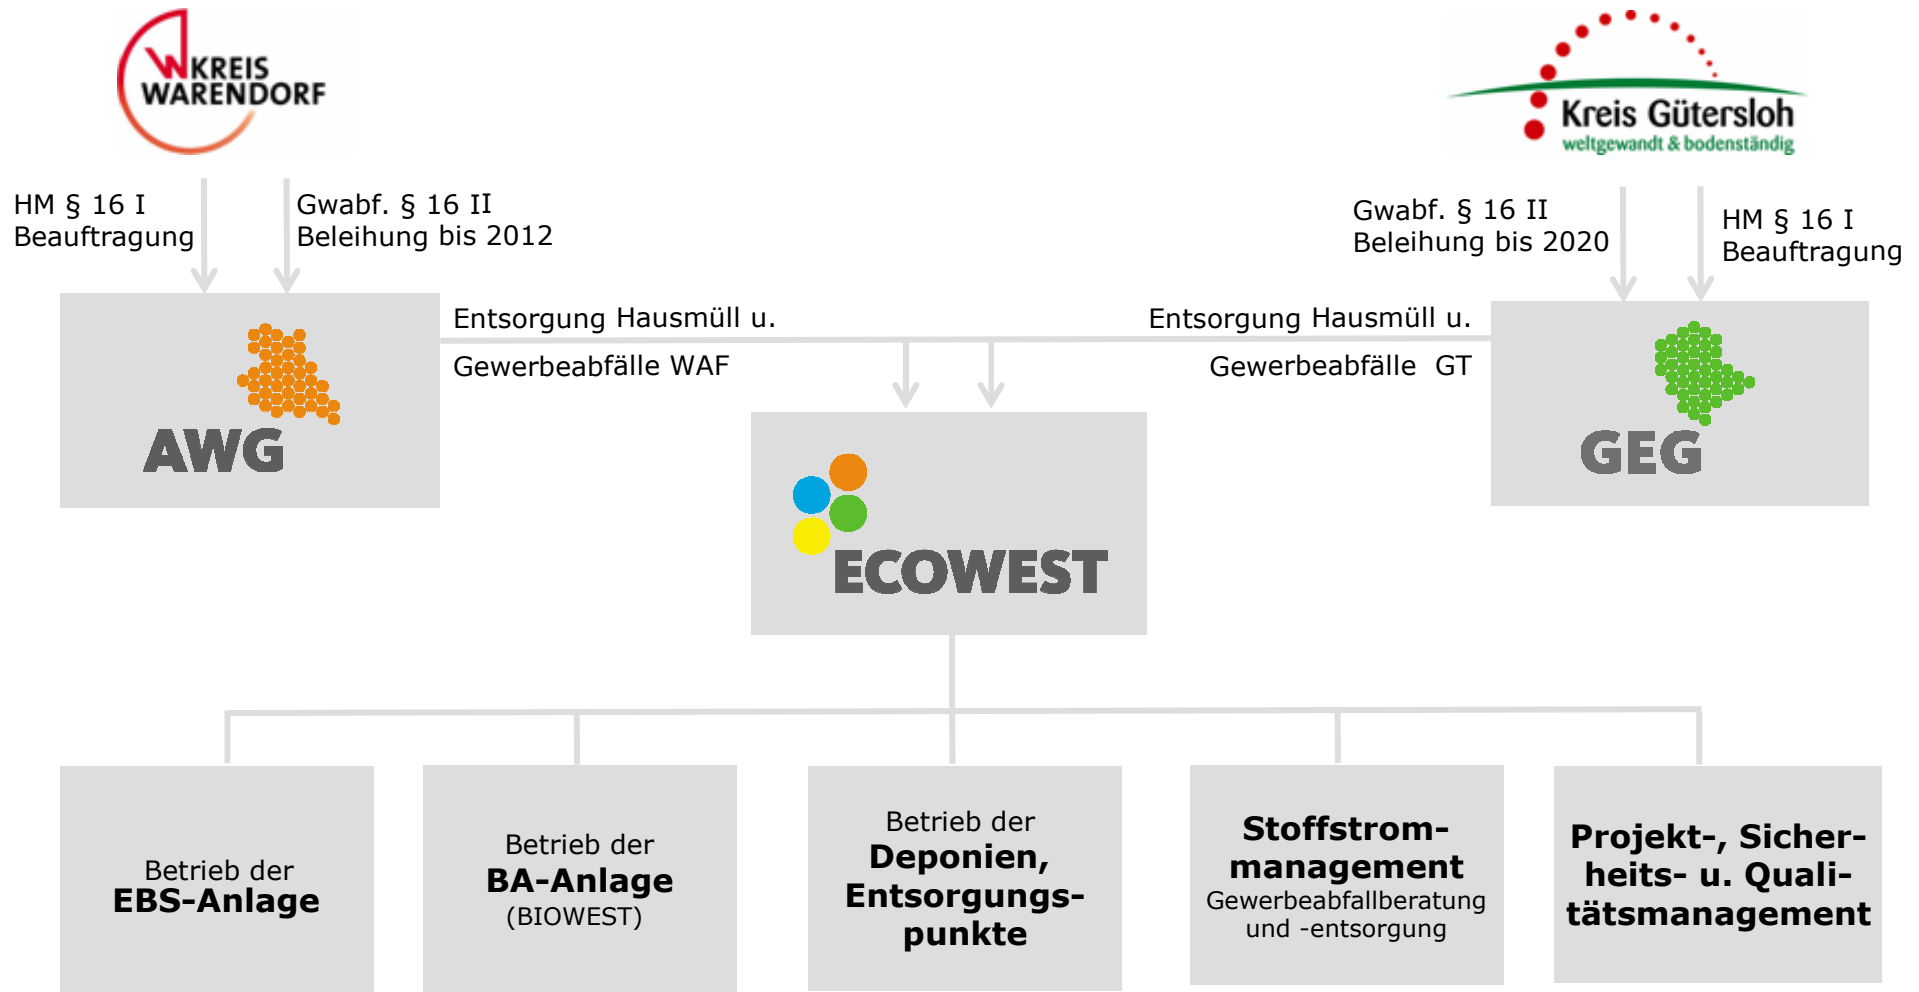 KREIS
WARENDORF
Kreis Gütersloh
weltgewandt & bodenständig
HM § 16 I
Beauftragung
Gwabf. § 16 II
Beleihung bis 2012
Gwabf. § 16 II
Beleihung bis 2020
HM § 16 I
Beauftragung
AWG
Entsorgung Hausmüll u.
Gewerbeabfälle WAF
Entsorgung Hausmüll u.
Gewerbeabfälle GT
GEG
ECOWEST
Betrieb der
EBS-Anlage
Betrieb der
BA-Anlage
(BIOWEST)
Betrieb der
Deponien,
Entsorgungs-
punkte
Stoffstrom-
management
Gewerbeabfallberatung
und -entsorgung
Projekt-, Sicher-
heits- u. Quali-
tätsmanagement